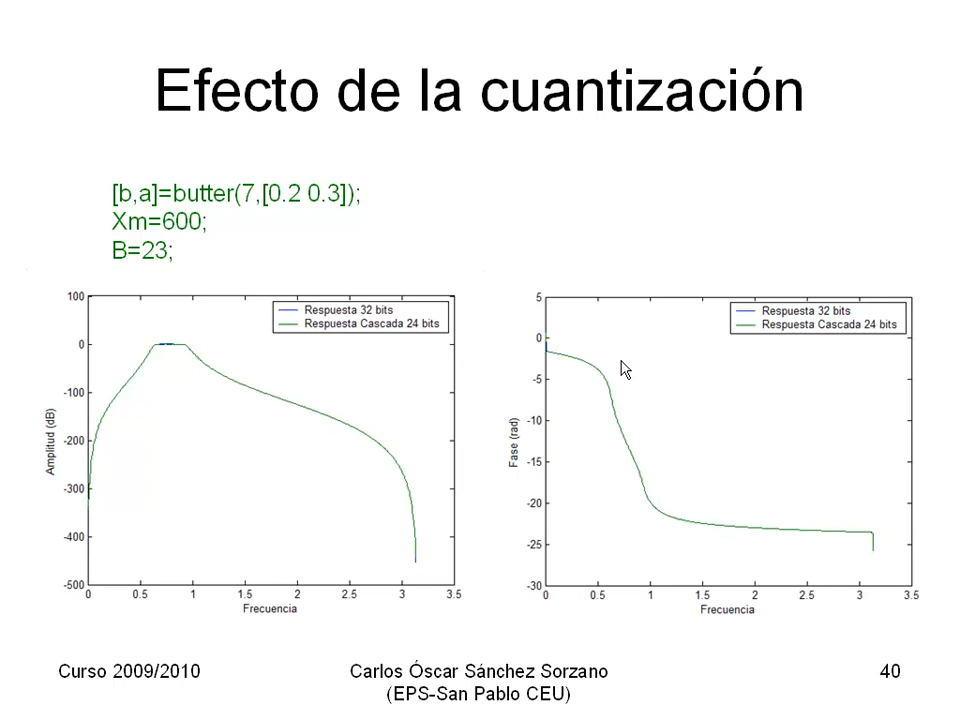 Efecto de la cuantización
[b,a]=butter(7,[0.2 0.3]);
Xm=600;
B=23;
100
0
-100
-200
-300
-400
-500
Amplitud (dB)
Respuesta 32 bits
Respuesta Cascada 24 bits
0 0.5 1 1.5 2 2.5 3 3.5
Frecuencia
5
0
-5
-10
-15
-20
-25
-30
Fase (rad)
Respuesta 32 bits
Respuesta Cascada 24 bits
0 0.5 1 1.5 2 2.5 3 3.5
Frecuencia
Curso 2009/2010
Carlos Óscar Sánchez Sorzano
(EPS-San Pablo CEU)
40